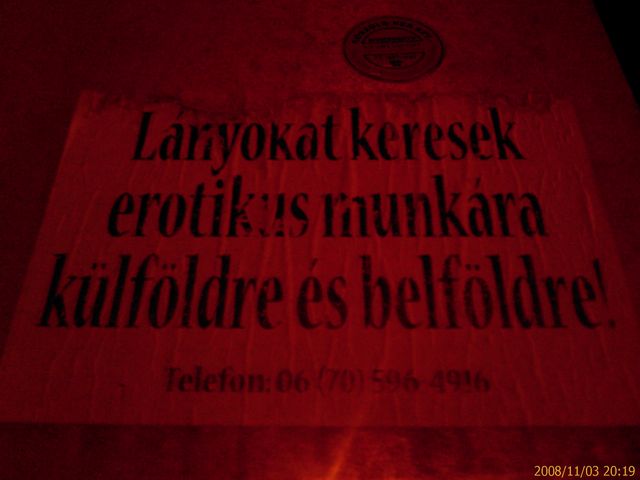 Lányokat keresek
erotikus munkára
külföldre és belföldre!
Telefon: 06 (70) 596-4916
2008/11/03 20:19